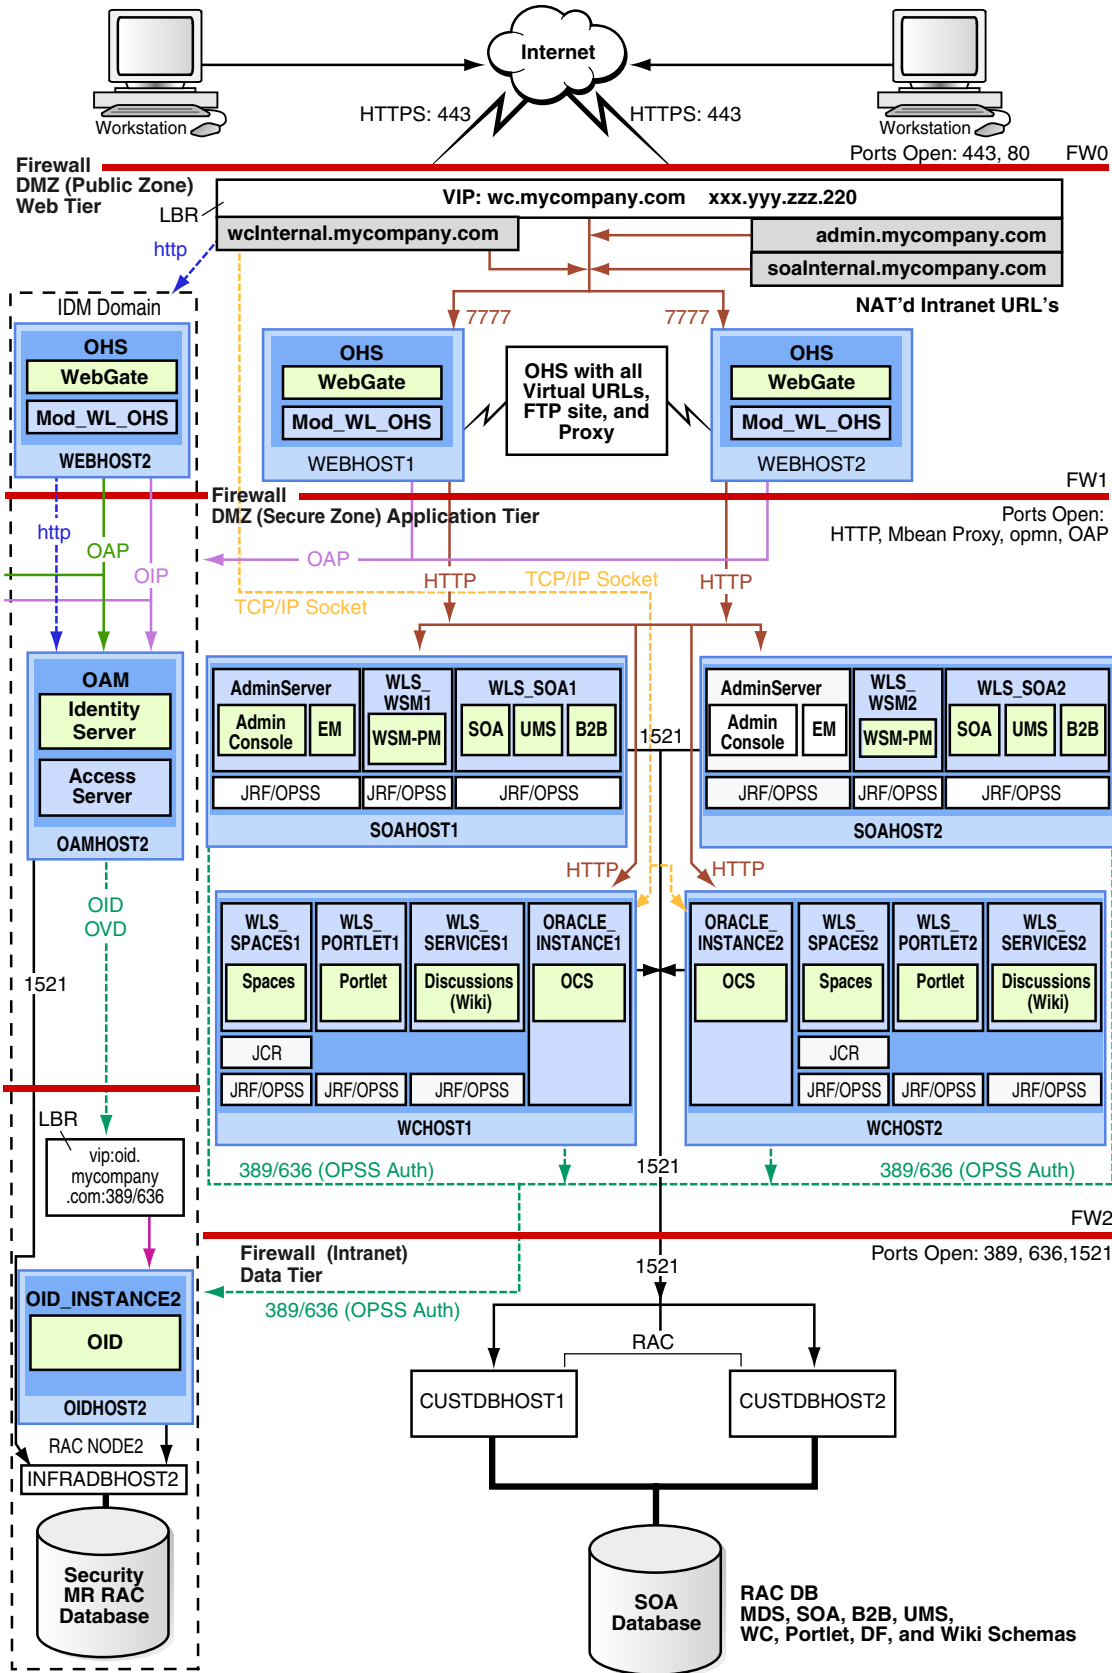 Internet
HTTPS: 443
HTTPS: 443
Workstation
Workstation
Ports Open: 443, 80
FW0
Firewall
DMZ (Public Zone)
Web Tier
LBR
VIP: wc.mycompany.com xxx.yyy.zzz.220
wcInternal.mycompany.com
admin.mycompany.com
soaInternal.mycompany.com
NAT'd Intranet URL's
http
IDM Domain
7777
7777
OHS
WebGate
Mod_WL_OHS
WEBHOST2
OHS
WebGate
Mod_WL_OHS
WEBHOST1
OHS with all
Virtual URLs,
FTP site, and
Proxy
OHS
WebGate
Mod_WL_OHS
WEBHOST2
FW1
Firewall
DMZ (Secure Zone) Application Tier
Ports Open:
HTTP, Mbean Proxy, opmn, OAP
http
OAP
OIP
OAP
HTTP
TCP/IP Socket
HTTP
TCP/IP Socket
OAM
Identity
Server
Access
Server
OAMHOST2
AdminServer
Admin
Console
EM
WLS_
WSM1
WSM-PM
WLS_SOA1
SOA
UMS
B2B
JRF/OPSS
JRF/OPSS
JRF/OPSS
SOAHOST1
1521
AdminServer
Admin
Console
EM
WLS_
WSM2
WSM-PM
WLS_SOA2
SOA
UMS
B2B
JRF/OPSS
JRF/OPSS
JRF/OPSS
SOAHOST2
HTTP
HTTP
OID
OVD
1521
WLS_
SPACES1
Spaces
WLS_
PORTLET1
Portlet
WLS_
SERVICES1
Discussions
(Wiki)
ORACLE_
INSTANCE1
OCS
JCR
JRF/OPSS
JRF/OPSS
JRF/OPSS
WCHOST1
ORACLE_
INSTANCE2
OCS
WLS_
SPACES2
Spaces
WLS_
PORTLET2
Portlet
WLS_
SERVICES2
Discussions
(Wiki)
JCR
JRF/OPSS
JRF/OPSS
JRF/OPSS
WCHOST2
LBR
vip:oid.
mycompany
.com:389/636
389/636 (OPSS Auth)
1521
389/636 (OPSS Auth)
FW2
Firewall (Intranet)
Data Tier
1521
Ports Open: 389, 636,1521
389/636 (OPSS Auth)
OID_INSTANCE2
OID
OIDHOST2
RAC
CUSTDBHOST1
CUSTDBHOST2
RAC NODE2
INFRADBHOST2
Security
MR RAC
Database
SOA
Database
RAC DB
MDS, SOA, B2B, UMS,
WC, Portlet, DF, and Wiki Schemas